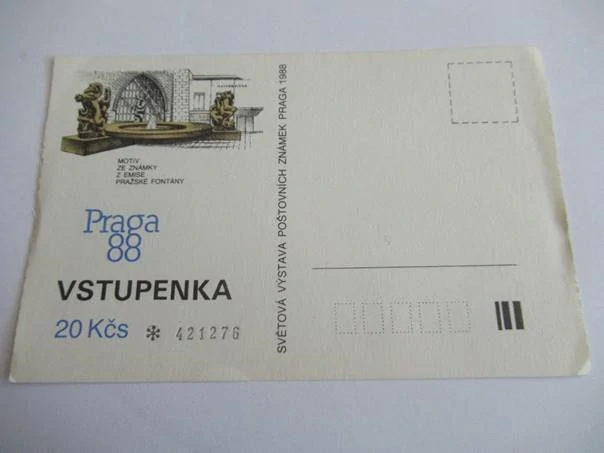 MOTIV
ZE ZNÁMKY
Z EMISE
PRAŽSKÉ FONTÁNY
Praga
88
VSTUPENKA
20 Kčs * 421276
SVĚTOVÁ VÝSTAVA POŠTOVNÍCH ZNÁMEK PRAGA 1988